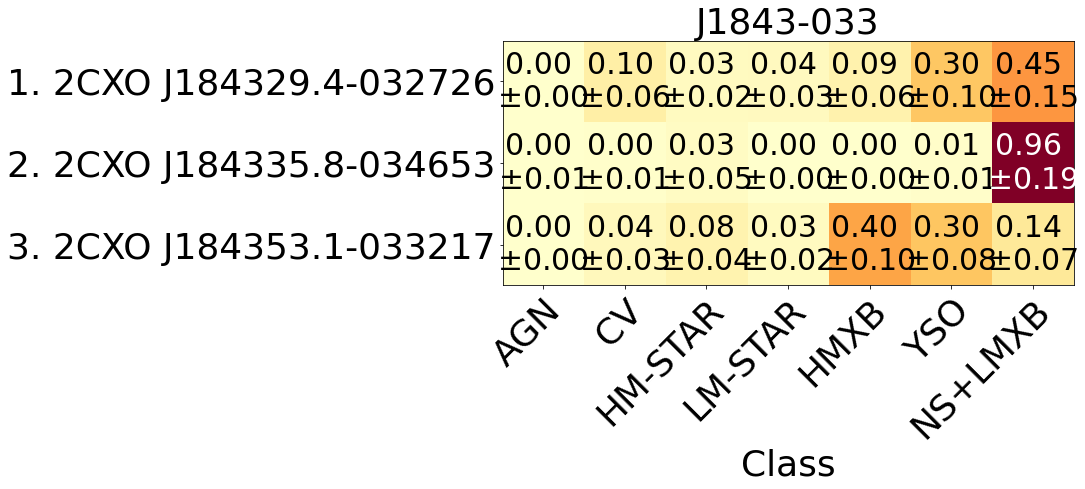 J1843-033
1. 2CXO J184329.4-032726
0.00 0.10 0.03 0.04 0.09 0.30 0.45
±0.00 ±0.06 ±0.02 ±0.03 ±0.06 ±0.10 ±0.15
2. 2CXO J184335.8-034653
0.00 0.00 0.03 0.00 0.00 0.01 0.96
±0.01 ±0.01 ±0.05 ±0.00 ±0.00 ±0.01 ±0.19
3. 2CXO J184353.1-033217
0.00 0.04 0.08 0.03 0.40 0.30 0.14
±0.00 ±0.03 ±0.04 ±0.02 ±0.10 ±0.08 ±0.07
AGN
CV
HM-STAR
LM-STAR
HMXB
YSO
NS+LMXB
Class